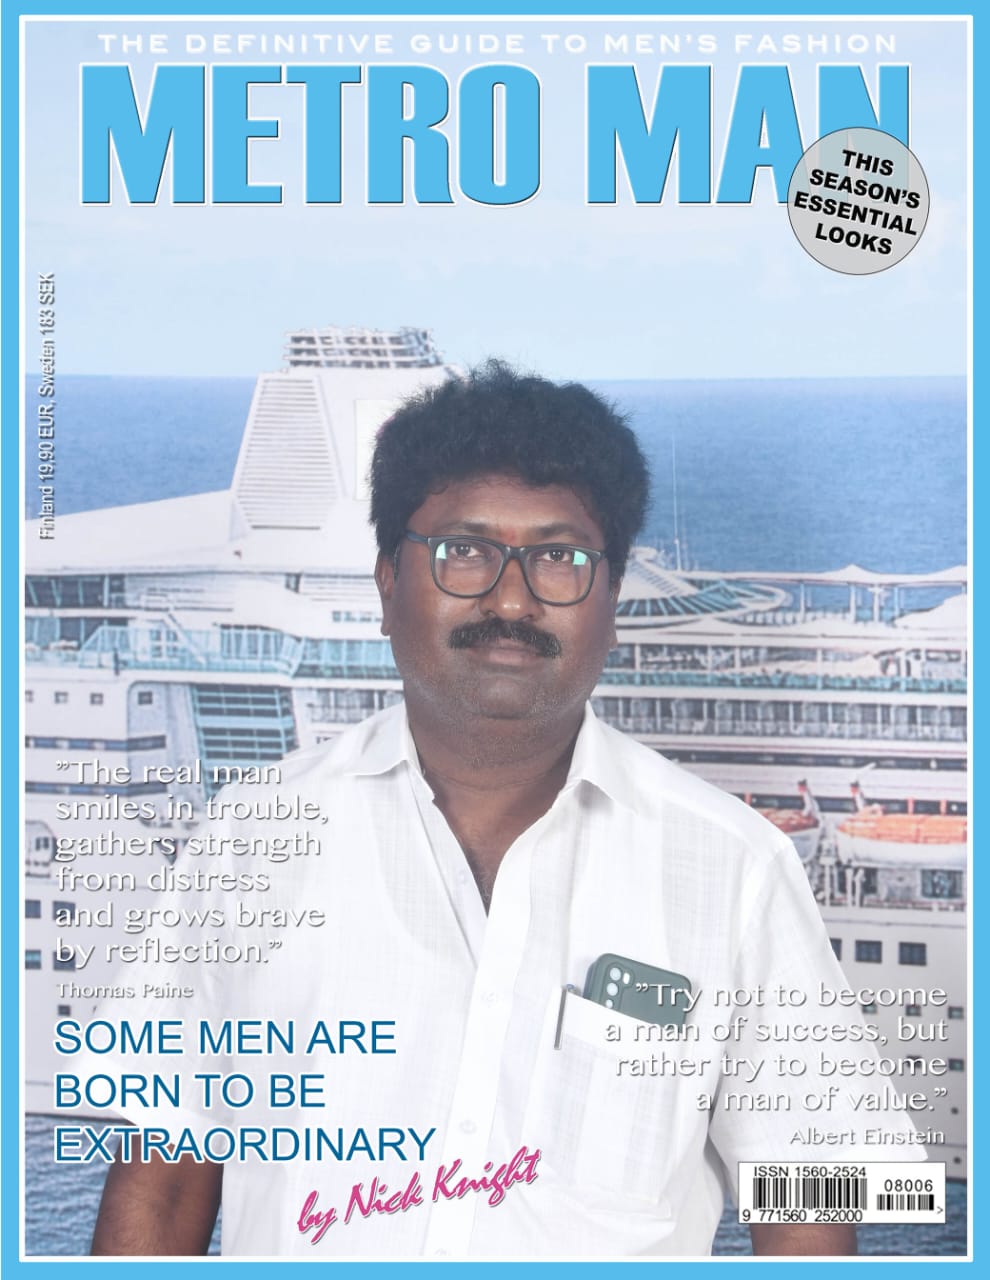 THE DEFINITIVE GUIDE TO MEN'S FASHION
METRO MAN
THIS
SEASON'S
ESSENTIAL
LOOKS
Finland 19,90 EUR, Sweden 183 SEK
"The real man
smiles in trouble,
gathers strength
from distress
and grows brave
by reflection."
Thomas Paine
SOME MEN ARE
BORN TO BE
EXTRAORDINARY
by Nick Knight
"Try not to become
a man of success, but
rather try to become
a man of value."
Albert Einstein
ISSN 1560-2524
08006
9 771560 252000 >